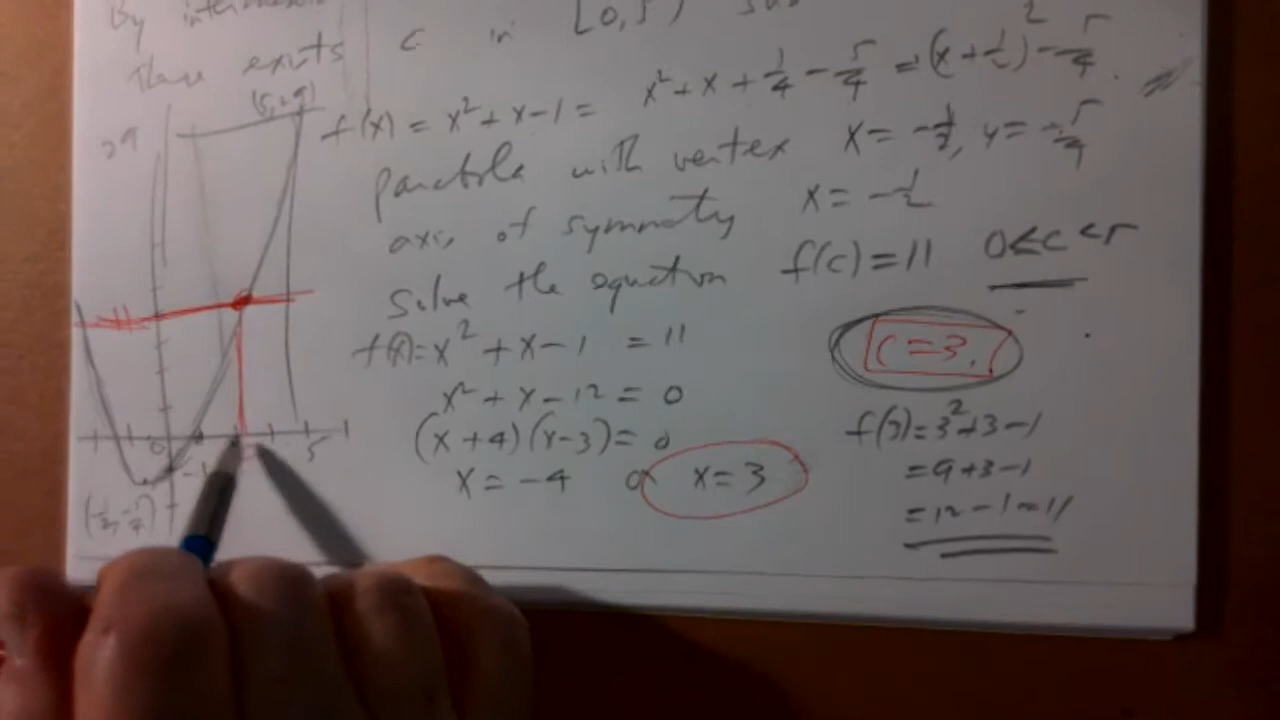 By
there exists c in [0,5)
(5,29)
29
f(x) = x² + x - 1 = x² + x + 1/4 - 5/4 = (x + 1/2)² - 5/4.
parabola with vertex x = -1/2, y = -5/4
axis of symmetry x = -1/2
solve the equation f(c) = 11 0 ≤ c < 5
f(x) = x² + x - 1 = 11
c = 3.
x² + x - 12 = 0
(x + 4)(x - 3) = 0
x = -4 or x = 3
f(3) = 3² + 3 - 1
= 9 + 3 - 1
= 12 - 1 = 11
0
5
-1